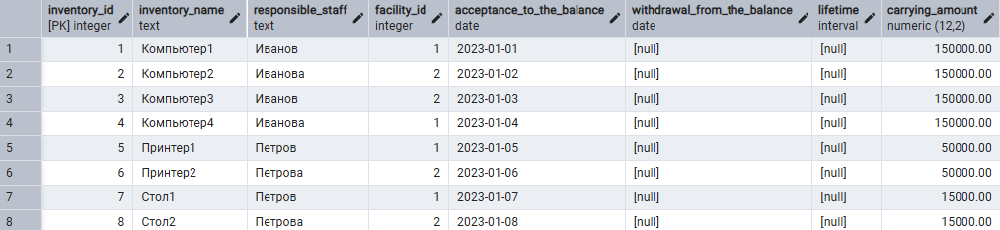 inventory_id inventory_name responsible_staff facility_id acceptance_to_the_balance withdrawal_from_the_balance lifetime carrying_amount
[PK] integer text text integer date date interval numeric (12,2)
1 1 Компьютер1 Иванов 1 2023-01-01 [null] [null] 150000.00
2 2 Компьютер2 Иванова 2 2023-01-02 [null] [null] 150000.00
3 3 Компьютер3 Иванов 2 2023-01-03 [null] [null] 150000.00
4 4 Компьютер4 Иванова 1 2023-01-04 [null] [null] 150000.00
5 5 Принтер1 Петров 1 2023-01-05 [null] [null] 50000.00
6 6 Принтер2 Петрова 2 2023-01-06 [null] [null] 50000.00
7 7 Стол1 Петров 1 2023-01-07 [null] [null] 15000.00
8 8 Стол2 Петрова 2 2023-01-08 [null] [null] 15000.00